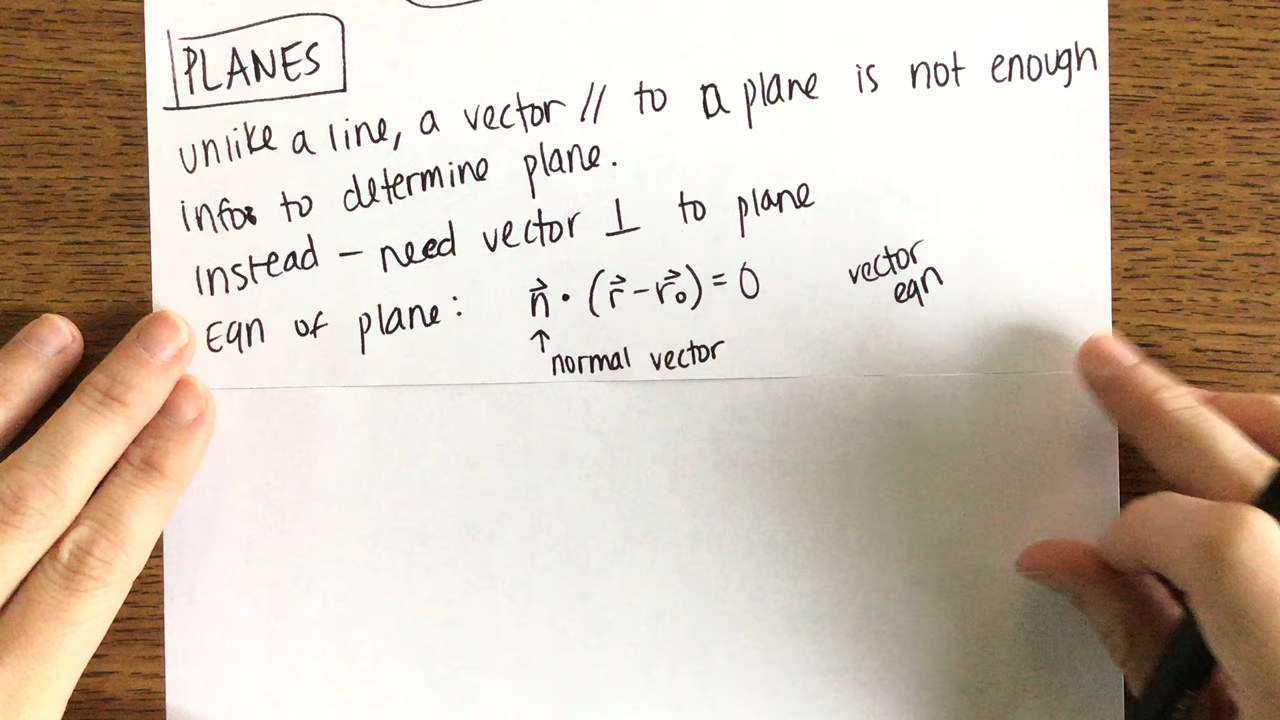 PLANES
unlike a line, a vector // to a plane is not enough
info to determine plane.
Instead – need vector ⊥ to plane
Eqn of plane: n⃗ · (r⃗ – r⃗₀) = 0 vector
eqn
↑ normal vector